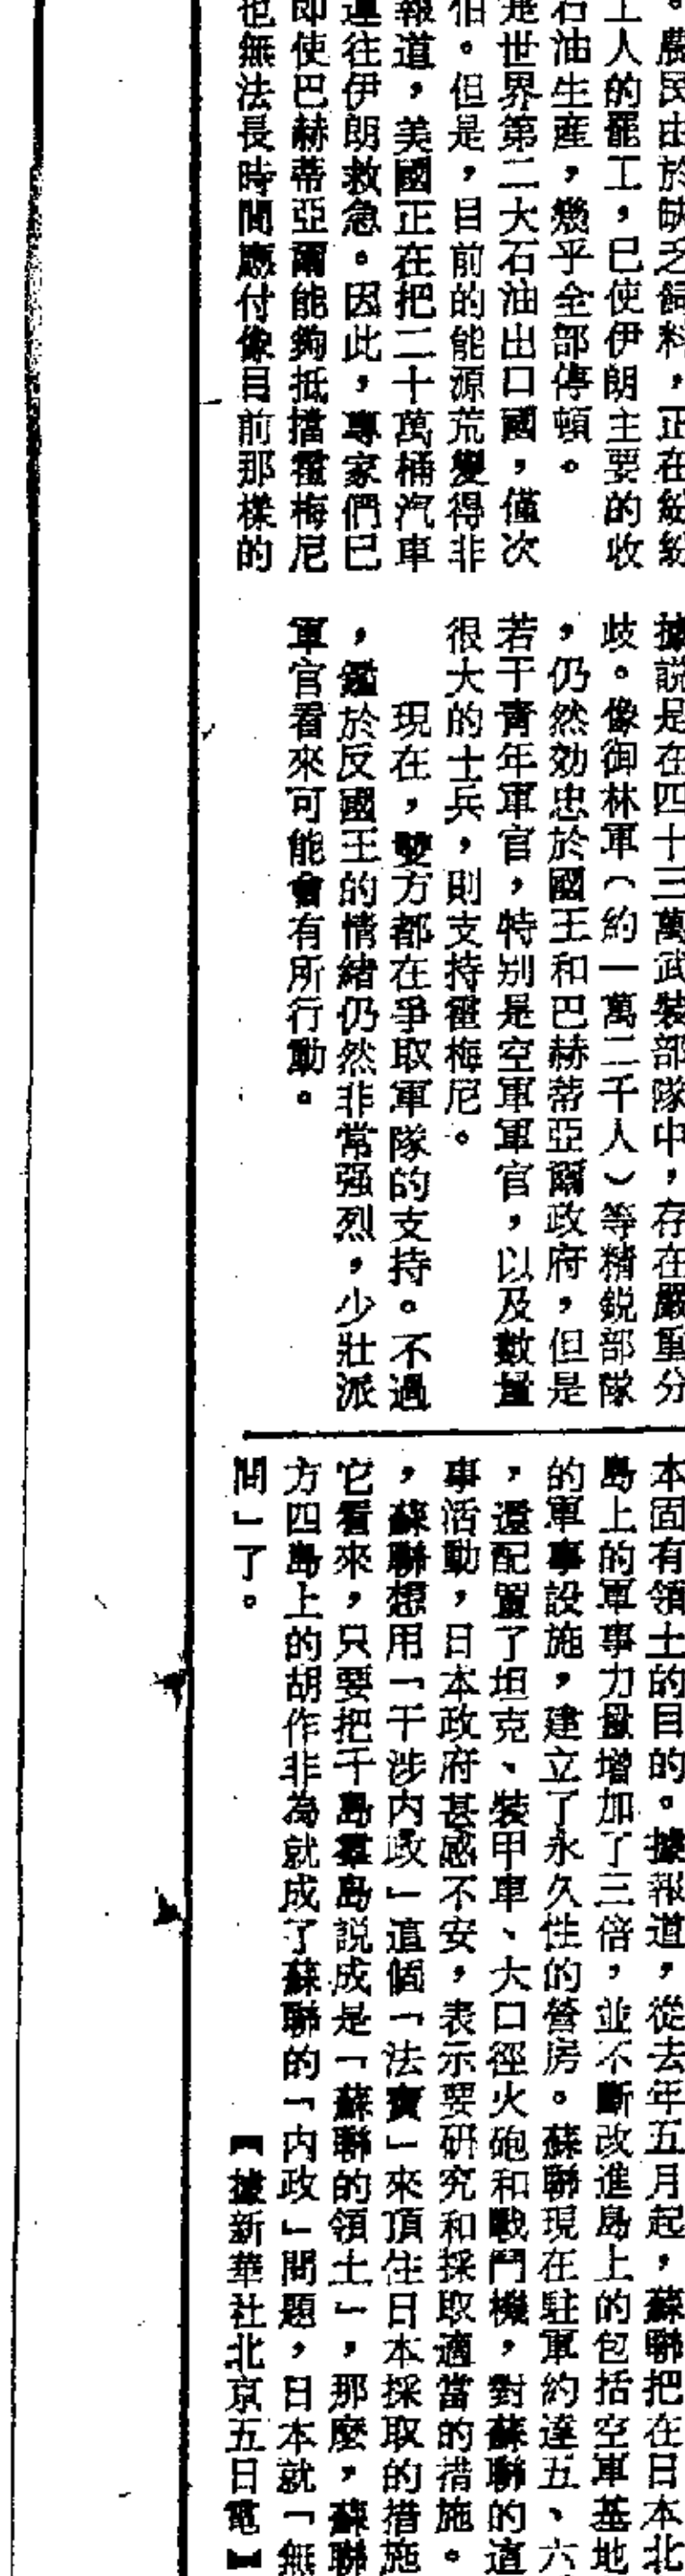 。農民由於缺乏飼料，正在紛紛
工人的罷工，已使伊朗主要的收
石油生産，幾乎全部停頓。
是世界第二大石油出口國，僅次
伯。但是，目前的能源荒變得非
報道，美國正在把二十萬桶汽車
運往伊朗救急。因此，專家們已
即使巴赫蒂亞爾能夠抵擋霍梅尼
也無法長時間應付像目前那樣的
據説是在四十三萬武裝部隊中，存在嚴重分
歧。像御林軍（約一萬二千人）等精鋭部隊
，仍然効忠於國王和巴赫蒂亞爾政府，但是
若干青年軍官，特别是空軍軍官，以及數量
很大的士兵，則支持霍梅尼。
現在，雙方都在爭取軍隊的支持。不過
，鑑於反國王的情緒仍然非常强烈，少壯派
軍官看來可能會有所行動。
本固有領土的目的。據報道，從去年五月起，蘇聯把在日本北
島上的軍事力量增加了三倍，並不斷改進島上的包括空軍基地
的軍事設施，建立了永久性的營房。蘇聯現在駐軍約達五、六
，還配置了坦克、裝甲車、大口徑火砲和戰鬥機，對蘇聯的這
事活動，日本政府甚感不安，表示要研究和採取適當的措施。
，蘇聯想用「干涉内政」這個「法寶」來頂住日本採取的措施
它看來，只要把千島羣島説成是「蘇聯的領土」，那麼，蘇聯
方四島上的胡作非為就成了蘇聯的「内政」問題，日本就「無
問」了。
【據新華社北京五日電】